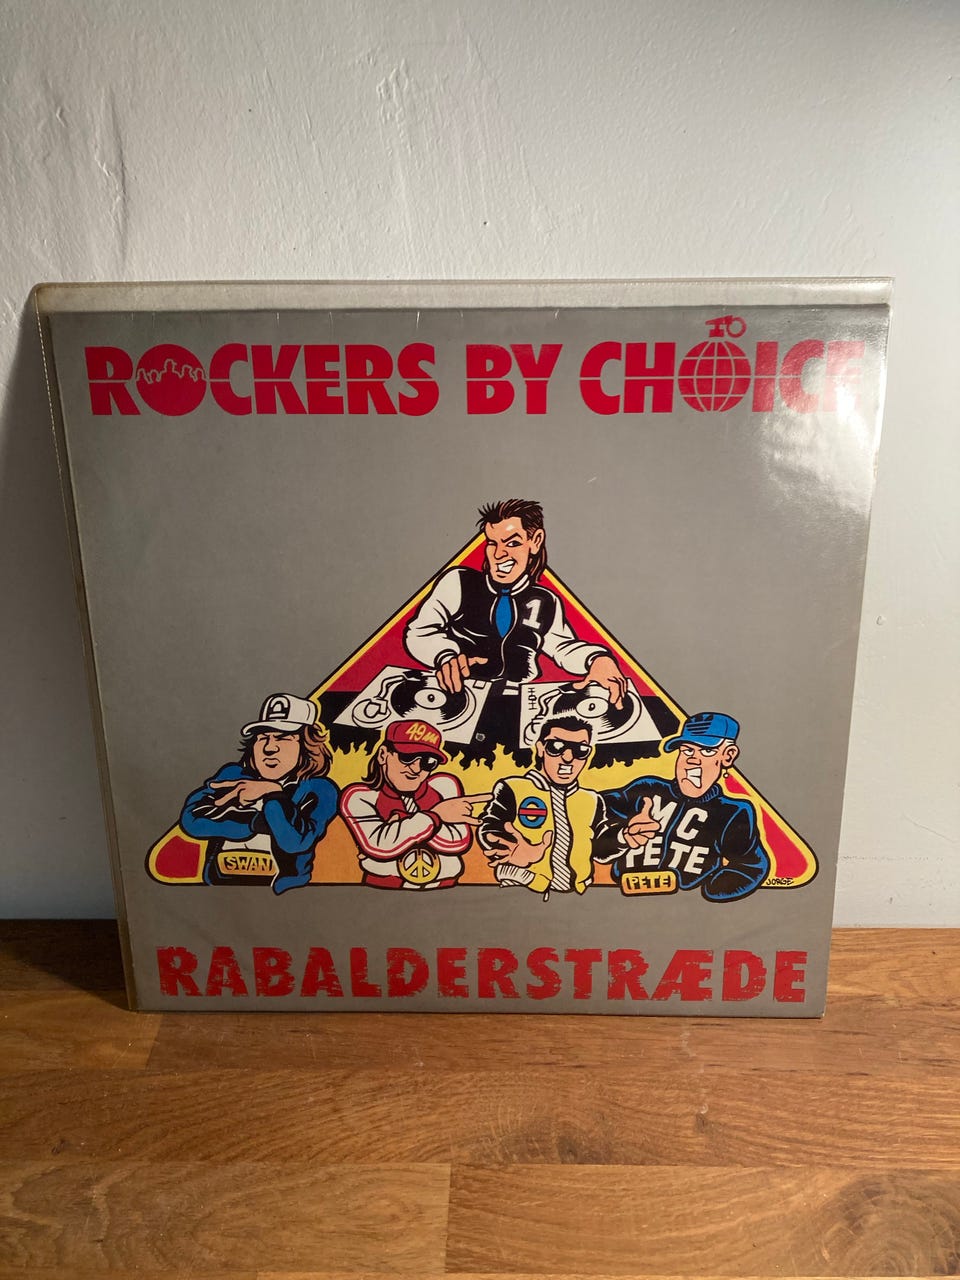 ROCKERS BY CHOICE
1
P
49
MC
PETE
SWAN
PETE
JORGE
RABALDERSTRÆDE